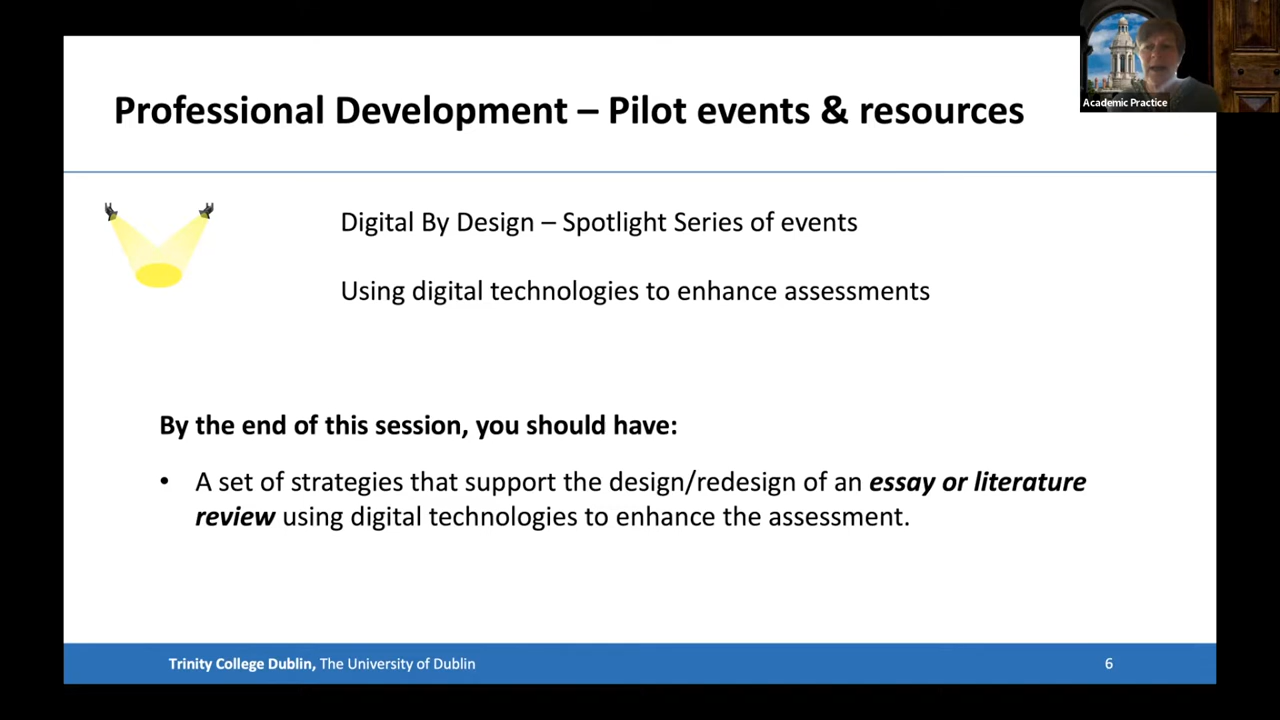 Academic Practice
Professional Development – Pilot events & resources
Digital By Design – Spotlight Series of events
Using digital technologies to enhance assessments
By the end of this session, you should have:
• A set of strategies that support the design/redesign of an essay or literature
review using digital technologies to enhance the assessment.
Trinity College Dublin, The University of Dublin
6